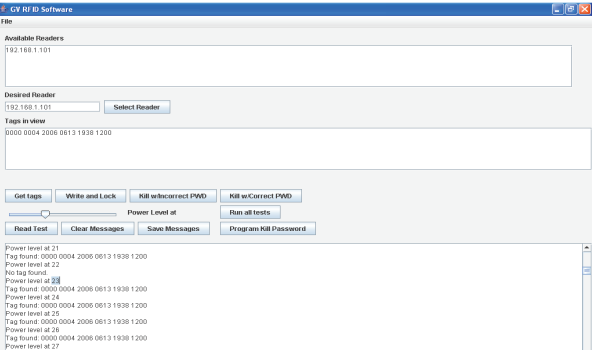 GV RFID Software
File
Available Readers
192.168.1.101
Desired Reader
192.168.1.101 Select Reader
Tags in view
0000 0004 2006 0613 1938 1200
Get tags Write and Lock Kill w/Incorrect PWD Kill w/Correct PWD
Power Level at Run all tests
Read Test Clear Messages Save Messages Program Kill Password
Power level at 21
Tag found: 0000 0004 2006 0613 1938 1200
Power level at 22
No tag found.
Power level at 23
Tag found: 0000 0004 2006 0613 1938 1200
Power level at 24
Tag found: 0000 0004 2006 0613 1938 1200
Power level at 25
Tag found: 0000 0004 2006 0613 1938 1200
Power level at 26
Tag found: 0000 0004 2006 0613 1938 1200
Power level at 27